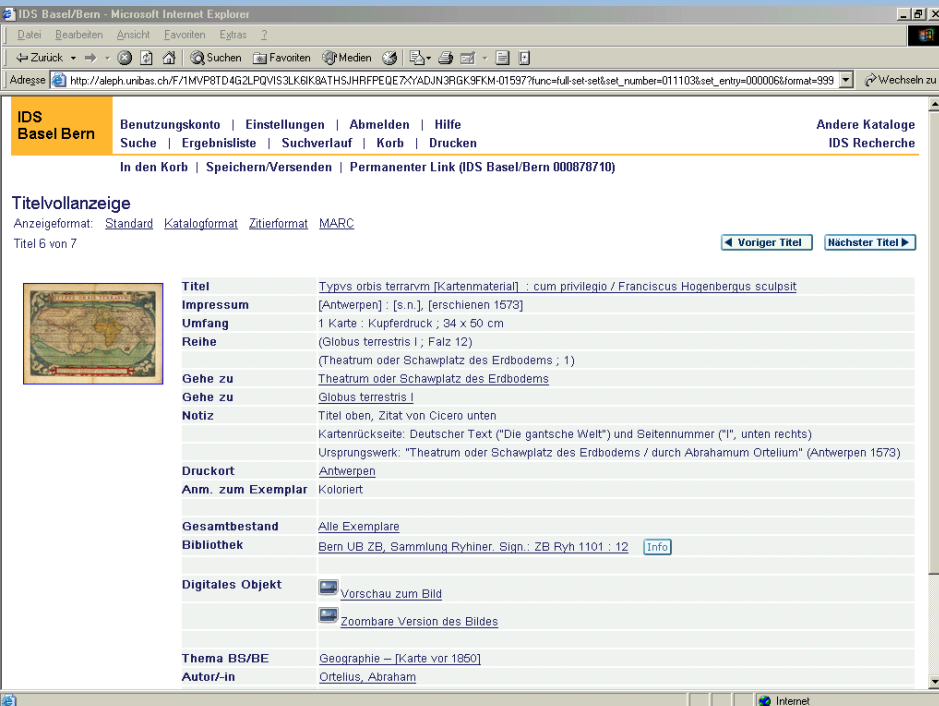 IDS Basel/Bern - Microsoft Internet Explorer
Datei Bearbeiten Ansicht Favoriten Extras ?
Zurück Suchen Favoriten Medien
Adresse http://aleph.unibas.ch/F/1MVP8TD4G2LPQVIS3LK6IK8ATHSJHRFPEQE7XYADJN3RGK9FKM-01597?func=full-set-set&set_number=011103&set_entry=000006&format=999 Wechseln zu
IDS
Basel Bern
Benutzungskonto | Einstellungen | Abmelden | Hilfe Andere Kataloge
Suche | Ergebnisliste | Suchverlauf | Korb | Drucken IDS Recherche
In den Korb | Speichern/Versenden | Permanenter Link (IDS Basel/Bern 000878710)
Titelvollanzeige
Anzeigeformat: Standard Katalogformat Zitierformat MARC
Titel 6 von 7 Voriger Titel Nächster Titel
TYPVS ORBIS TERRARVM
Titel Typvs orbis terrarvm [Kartenmaterial] : cum privilegio / Franciscus Hogenbergus sculpsit
Impressum [Antwerpen] : [s.n.], [erschienen 1573]
Umfang 1 Karte : Kupferdruck ; 34 x 50 cm
Reihe (Globus terrestris I ; Falz 12)
(Theatrum oder Schawplatz des Erdbodems ; 1)
Gehe zu Theatrum oder Schawplatz des Erdbodems
Gehe zu Globus terrestris I
Notiz Titel oben, Zitat von Cicero unten
Kartenrückseite: Deutscher Text ("Die gantsche Welt") und Seitennummer ("I", unten rechts)
Ursprungswerk: "Theatrum oder Schawplatz des Erdbodems / durch Abrahamum Ortelium" (Antwerpen 1573)
Druckort Antwerpen
Anm. zum Exemplar Koloriert
Gesamtbestand Alle Exemplare
Bibliothek Bern UB ZB, Sammlung Ryhiner. Sign.: ZB Ryh 1101 : 12 Info
Digitales Objekt Vorschau zum Bild
Zoombare Version des Bildes
Thema BS/BE Geographie – [Karte vor 1850]
Autor/-in Ortelius, Abraham
Internet